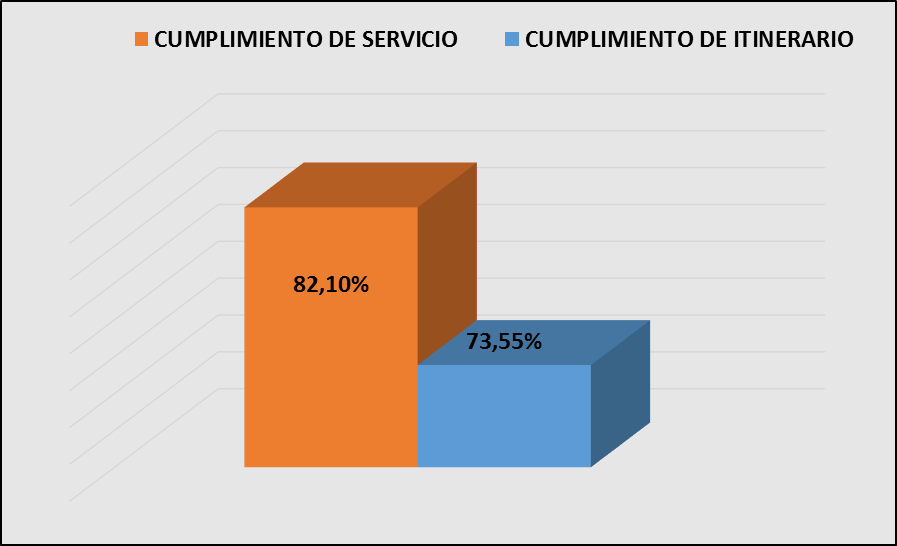 CUMPLIMIENTO DE SERVICIO CUMPLIMIENTO DE ITINERARIO
82,10%
73,55%